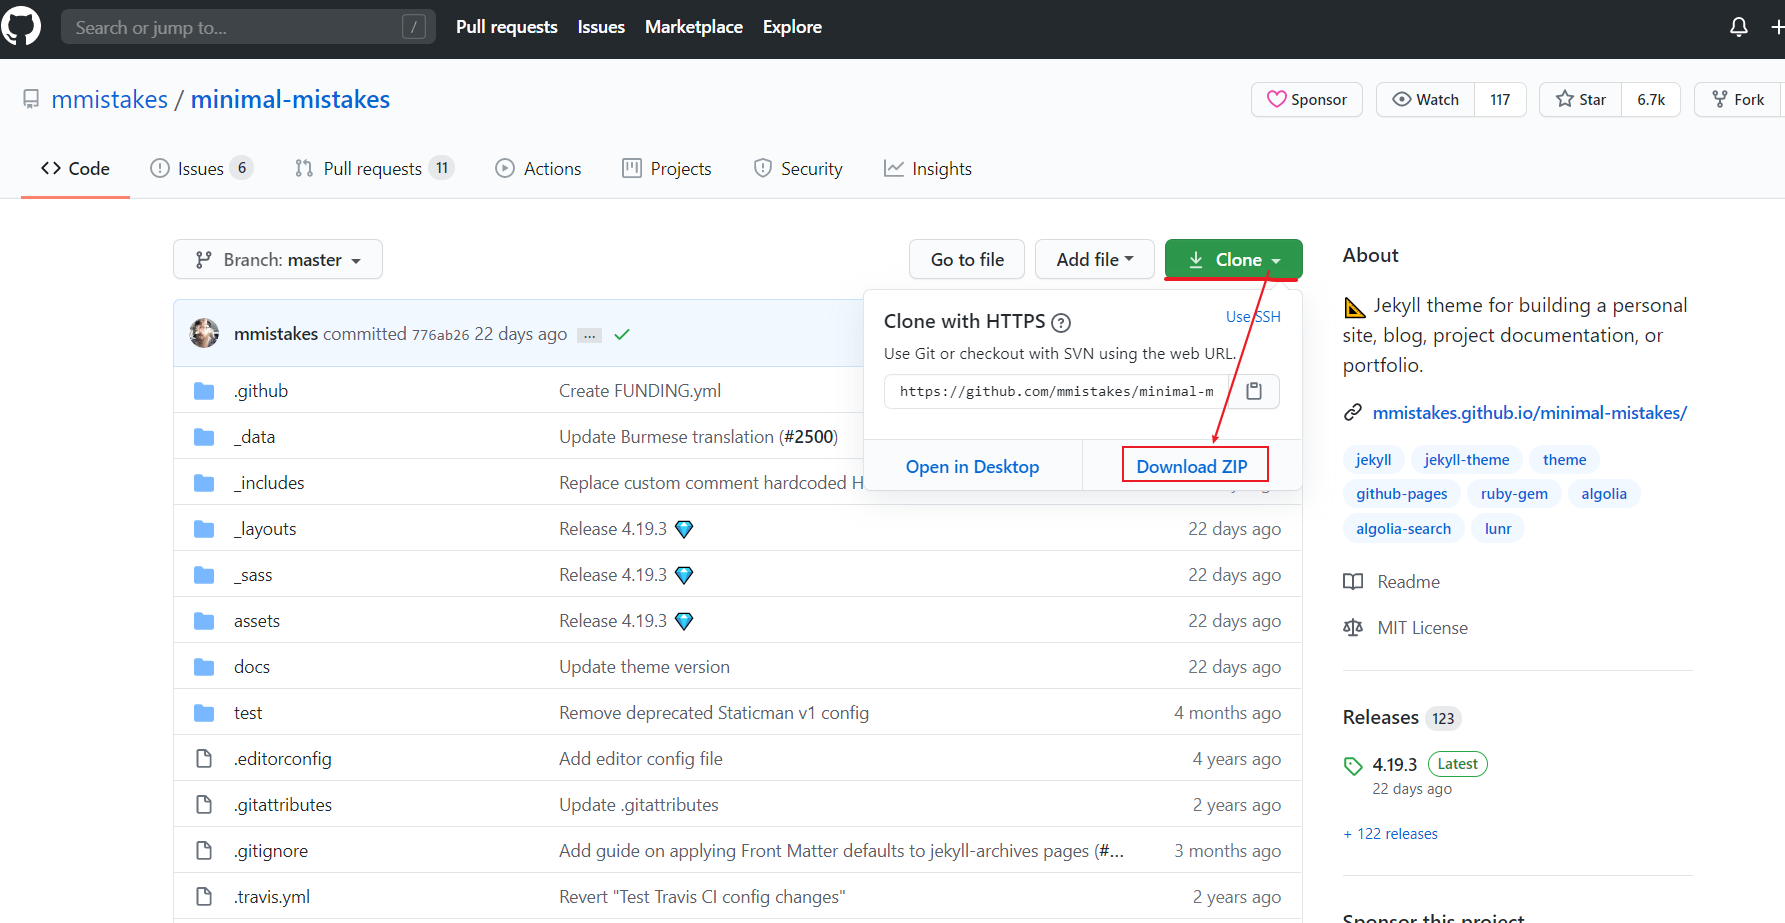 Search or jump to... /
Pull requests Issues Marketplace Explore
mmistakes / minimal-mistakes
Sponsor Watch 117 Star 6.7k Fork
Code Issues 6 Pull requests 11 Actions Projects Security Insights
Branch: master Go to file Add file Clone
Clone with HTTPS ? Use SSH
Use Git or checkout with SVN using the web URL.
https://github.com/mmistakes/minimal-m
Open in Desktop Download ZIP
mmistakes committed 776ab26 22 days ago ...
.github Create FUNDING.yml
_data Update Burmese translation (#2500)
_includes Replace custom comment hardcoded H
_layouts Release 4.19.3 22 days ago
_sass Release 4.19.3 22 days ago
assets Release 4.19.3 22 days ago
docs Update theme version 22 days ago
test Remove deprecated Staticman v1 config 4 months ago
.editorconfig Add editor config file 4 years ago
.gitattributes Update .gitattributes 2 years ago
.gitignore Add guide on applying Front Matter defaults to jekyll-archives pages (#... 3 months ago
.travis.yml Revert "Test Travis CI config changes" 2 years ago
About
Jekyll theme for building a personal
site, blog, project documentation, or
portfolio.
mmistakes.github.io/minimal-mistakes/
jekyll jekyll-theme theme
github-pages ruby-gem algolia
algolia-search lunr
Readme
MIT License
Releases 123
4.19.3 Latest
22 days ago
+ 122 releases
Sponsor this project